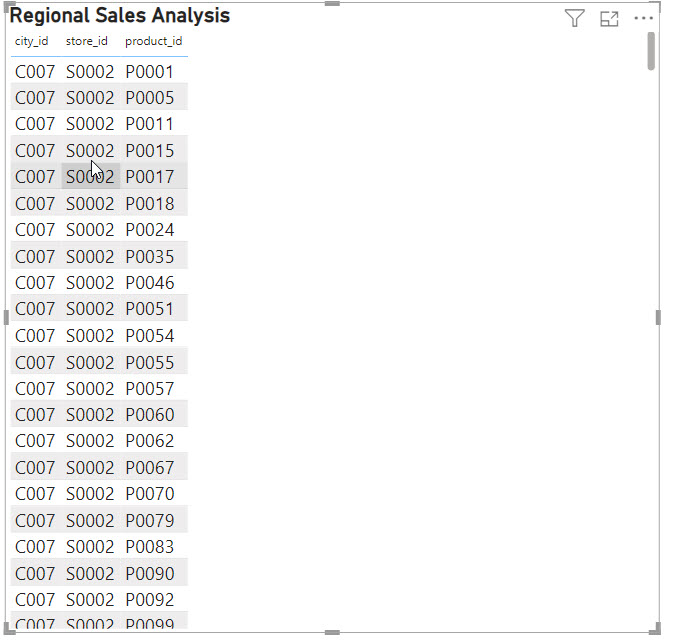 Regional Sales Analysis
city_id store_id product_id
C007 S0002 P0001
C007 S0002 P0005
C007 S0002 P0011
C007 S0002 P0015
C007 S0002 P0017
C007 S0002 P0018
C007 S0002 P0024
C007 S0002 P0035
C007 S0002 P0046
C007 S0002 P0051
C007 S0002 P0054
C007 S0002 P0055
C007 S0002 P0057
C007 S0002 P0060
C007 S0002 P0062
C007 S0002 P0067
C007 S0002 P0070
C007 S0002 P0079
C007 S0002 P0083
C007 S0002 P0090
C007 S0002 P0092
C007 S0002 P0099